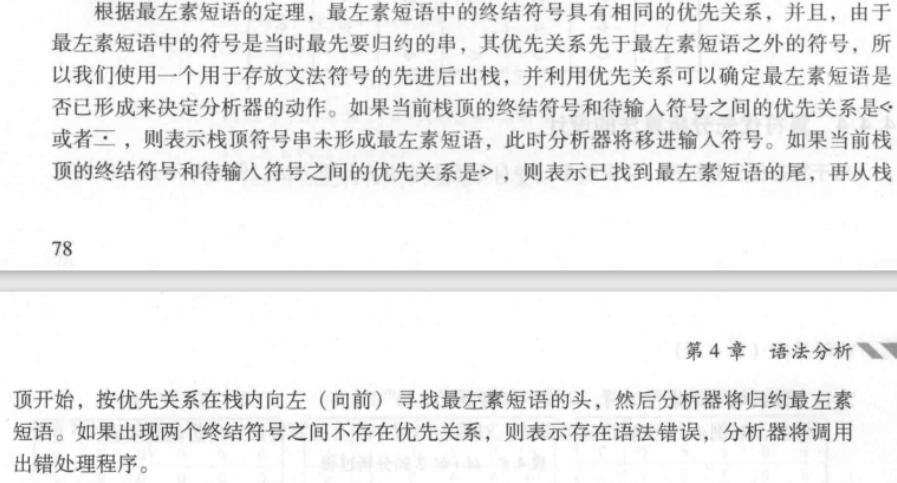 根据最左素短语的定理，最左素短语中的终结符号具有相同的优先关系，并且，由于
最左素短语中的符号是当时最先要归约的串，其优先关系先于最左素短语之外的符号，所
以我们使用一个用于存放文法符号的先进后出栈，并利用优先关系可以确定最左素短语是
否已形成来决定分析器的动作。如果当前栈顶的终结符号和待输入符号之间的优先关系是⋖
或者≐，则表示栈顶符号串未形成最左素短语，此时分析器将移进输入符号。如果当前栈
顶的终结符号和待输入符号之间的优先关系是⋗，则表示已找到最左素短语的尾，再从栈
78
第 4 章 语法分析
顶开始，按优先关系在栈内向左（向前）寻找最左素短语的头，然后分析器将归约最左素
短语。如果出现两个终结符号之间不存在优先关系，则表示存在语法错误，分析器将调用
出错处理程序。